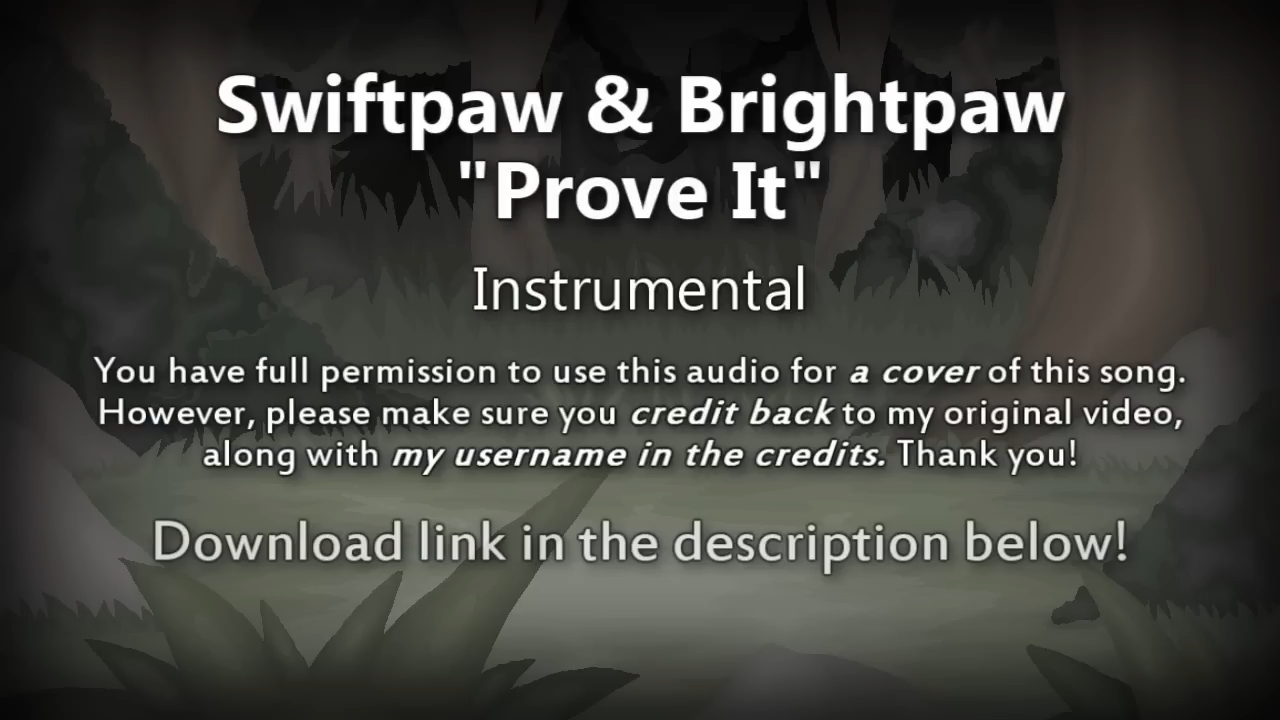 Swiftpaw & Brightpaw
"Prove It"
Instrumental
You have full permission to use this audio for a cover of this song.
However, please make sure you credit back to my original video,
along with my username in the credits. Thank you!
Download link in the description below!